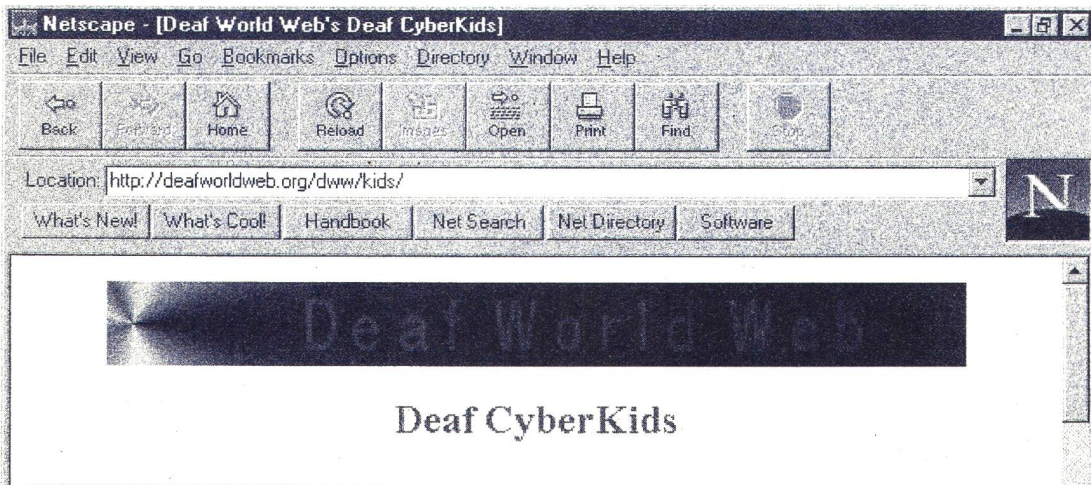 Netscape - [Deaf World Web's Deaf CyberKids]
File Edit View Go Bookmarks Options Directory Window Help
Back Forward Home Reload Images Open Print Find Stop
Location: http://deafworldweb.org/dww/kids/
N
What's New! What's Cool! Handbook Net Search Net Directory Software
Deaf World Web
Deaf CyberKids